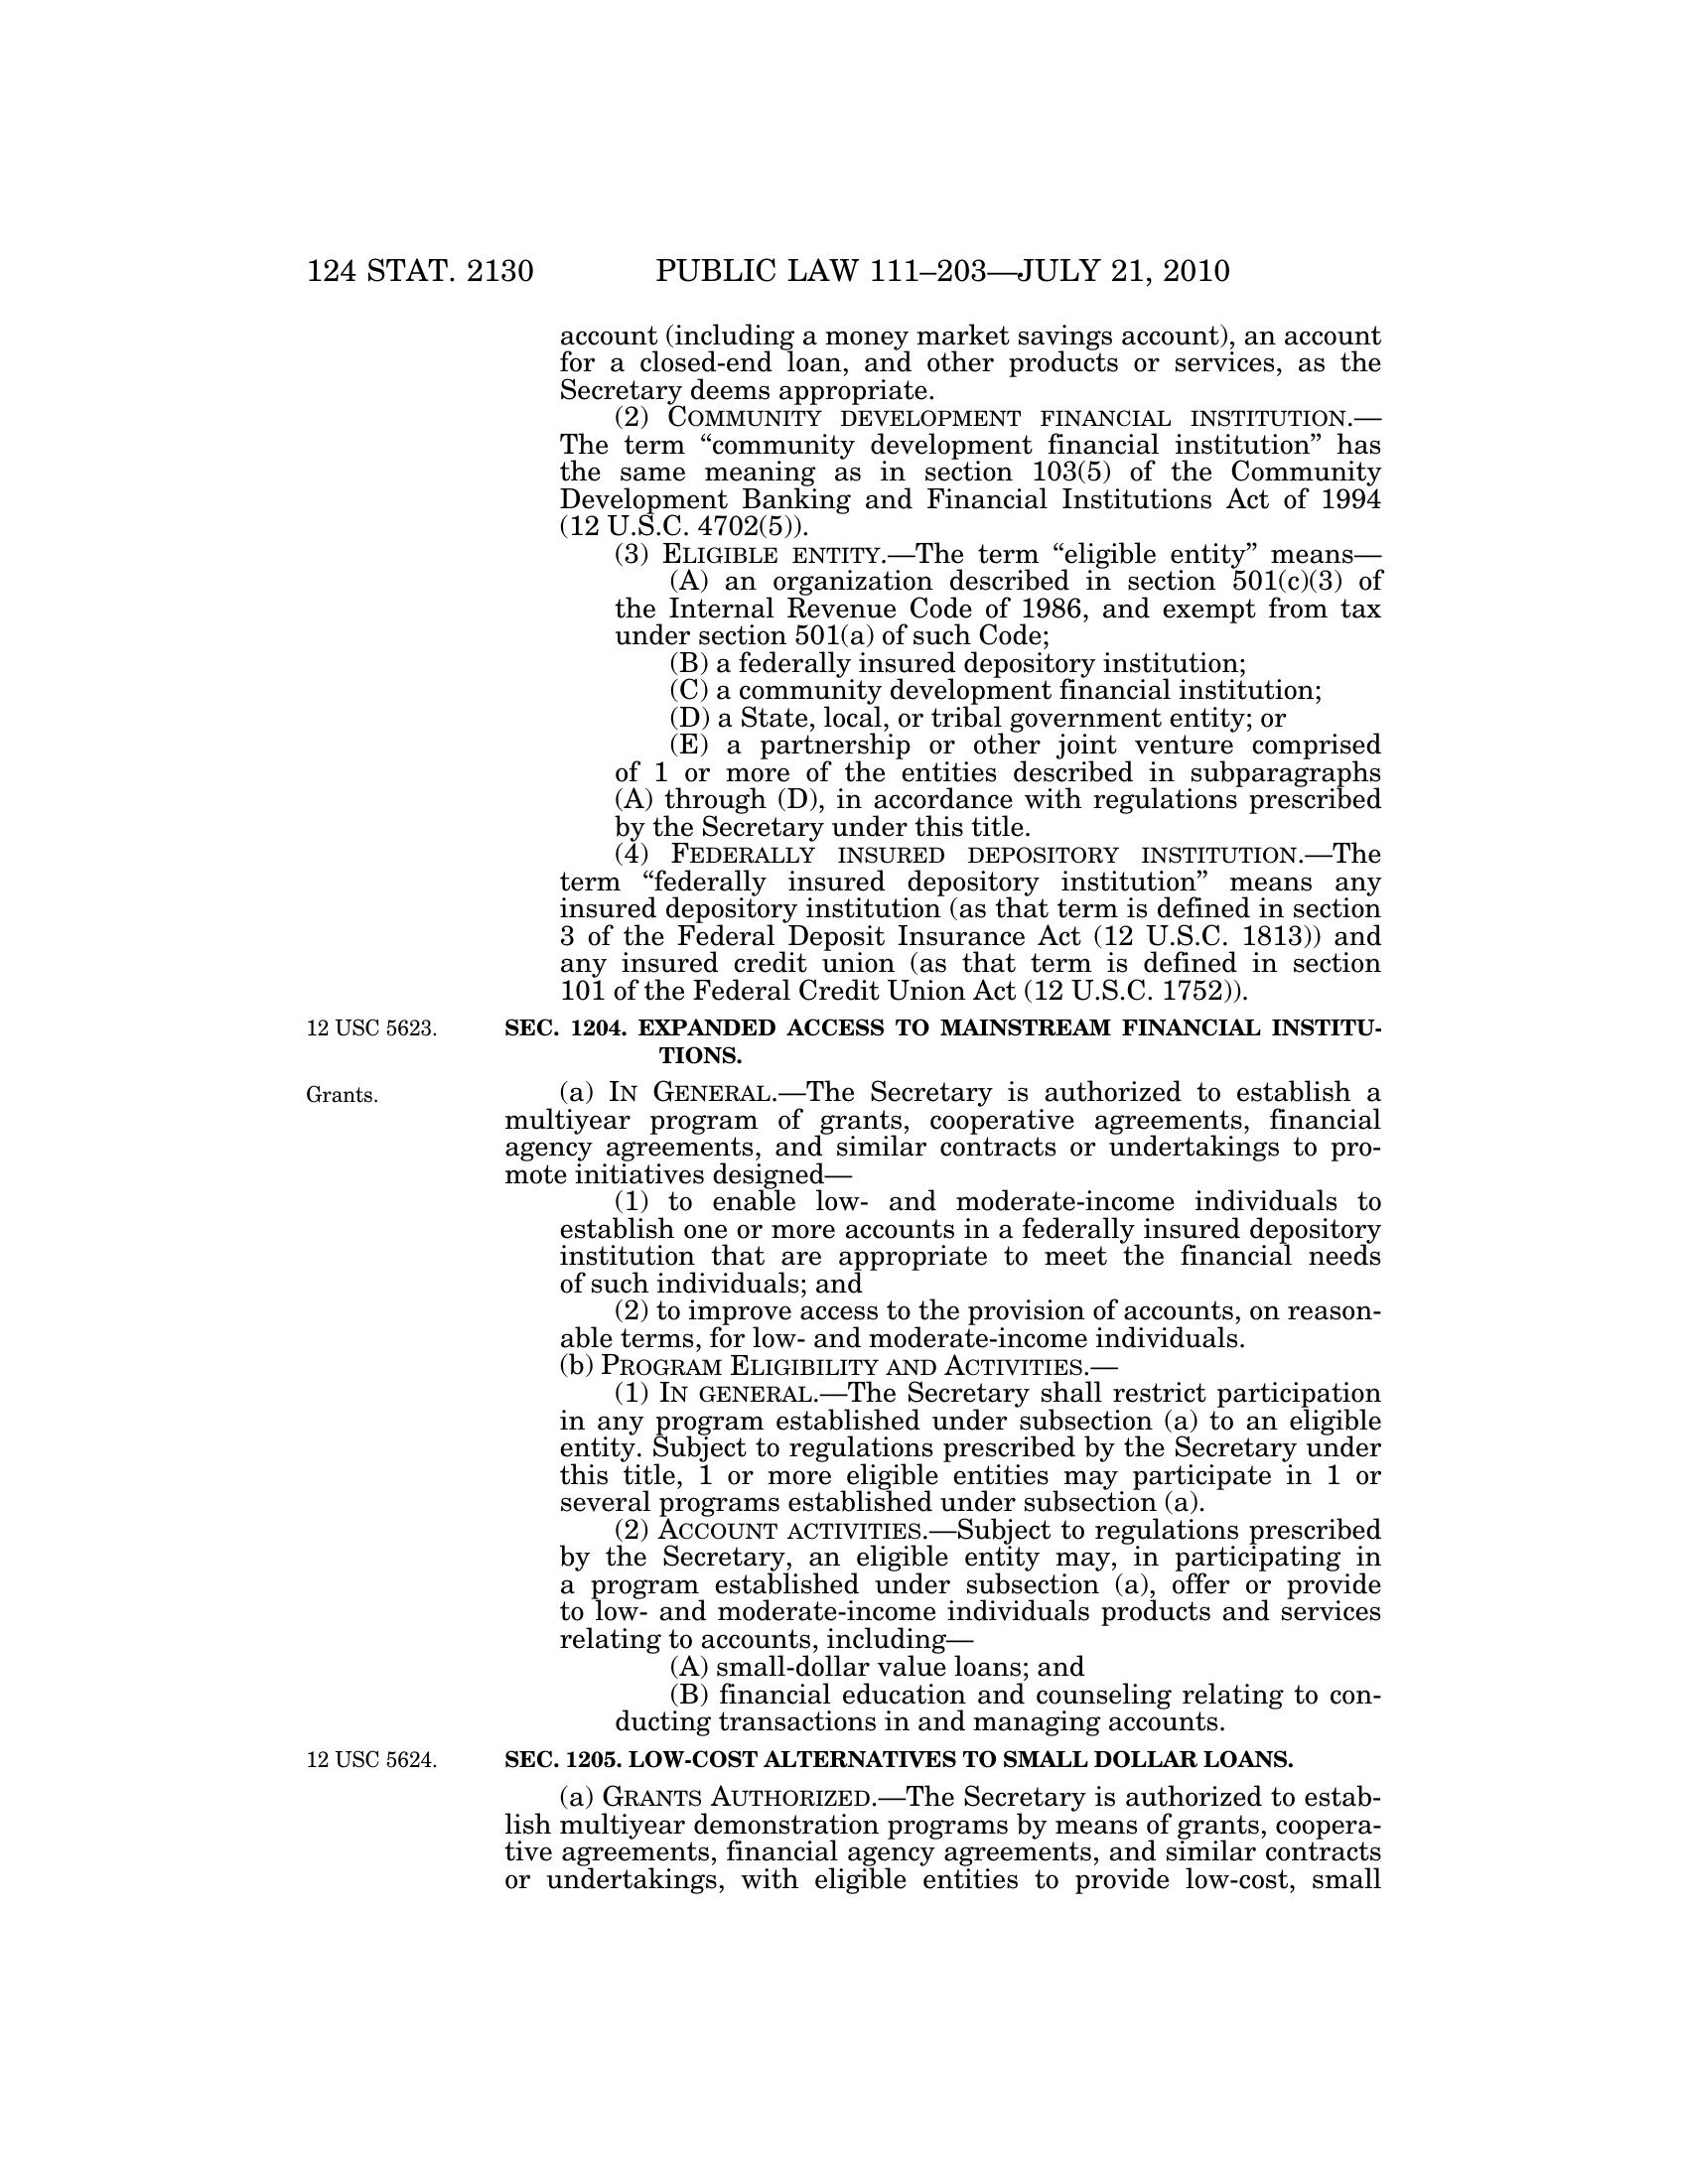 124 STAT. 2130 PUBLIC LAW 111–203—JULY 21, 2010
account (including a money market savings account), an account
for a closed-end loan, and other products or services, as the
Secretary deems appropriate.
(2) COMMUNITY DEVELOPMENT FINANCIAL INSTITUTION.—
The term “community development financial institution” has
the same meaning as in section 103(5) of the Community
Development Banking and Financial Institutions Act of 1994
(12 U.S.C. 4702(5)).
(3) ELIGIBLE ENTITY.—The term “eligible entity” means—
(A) an organization described in section 501(c)(3) of
the Internal Revenue Code of 1986, and exempt from tax
under section 501(a) of such Code;
(B) a federally insured depository institution;
(C) a community development financial institution;
(D) a State, local, or tribal government entity; or
(E) a partnership or other joint venture comprised
of 1 or more of the entities described in subparagraphs
(A) through (D), in accordance with regulations prescribed
by the Secretary under this title.
(4) FEDERALLY INSURED DEPOSITORY INSTITUTION.—The
term “federally insured depository institution” means any
insured depository institution (as that term is defined in section
3 of the Federal Deposit Insurance Act (12 U.S.C. 1813)) and
any insured credit union (as that term is defined in section
101 of the Federal Credit Union Act (12 U.S.C. 1752)).
12 USC 5623.
SEC. 1204. EXPANDED ACCESS TO MAINSTREAM FINANCIAL INSTITU-
TIONS.
Grants.
(a) IN GENERAL.—The Secretary is authorized to establish a
multiyear program of grants, cooperative agreements, financial
agency agreements, and similar contracts or undertakings to pro-
mote initiatives designed—
(1) to enable low- and moderate-income individuals to
establish one or more accounts in a federally insured depository
institution that are appropriate to meet the financial needs
of such individuals; and
(2) to improve access to the provision of accounts, on reason-
able terms, for low- and moderate-income individuals.
(b) PROGRAM ELIGIBILITY AND ACTIVITIES.—
(1) IN GENERAL.—The Secretary shall restrict participation
in any program established under subsection (a) to an eligible
entity. Subject to regulations prescribed by the Secretary under
this title, 1 or more eligible entities may participate in 1 or
several programs established under subsection (a).
(2) ACCOUNT ACTIVITIES.—Subject to regulations prescribed
by the Secretary, an eligible entity may, in participating in
a program established under subsection (a), offer or provide
to low- and moderate-income individuals products and services
relating to accounts, including—
(A) small-dollar value loans; and
(B) financial education and counseling relating to con-
ducting transactions in and managing accounts.
12 USC 5624.
SEC. 1205. LOW-COST ALTERNATIVES TO SMALL DOLLAR LOANS.
(a) GRANTS AUTHORIZED.—The Secretary is authorized to estab-
lish multiyear demonstration programs by means of grants, coopera-
tive agreements, financial agency agreements, and similar contracts
or undertakings, with eligible entities to provide low-cost, small